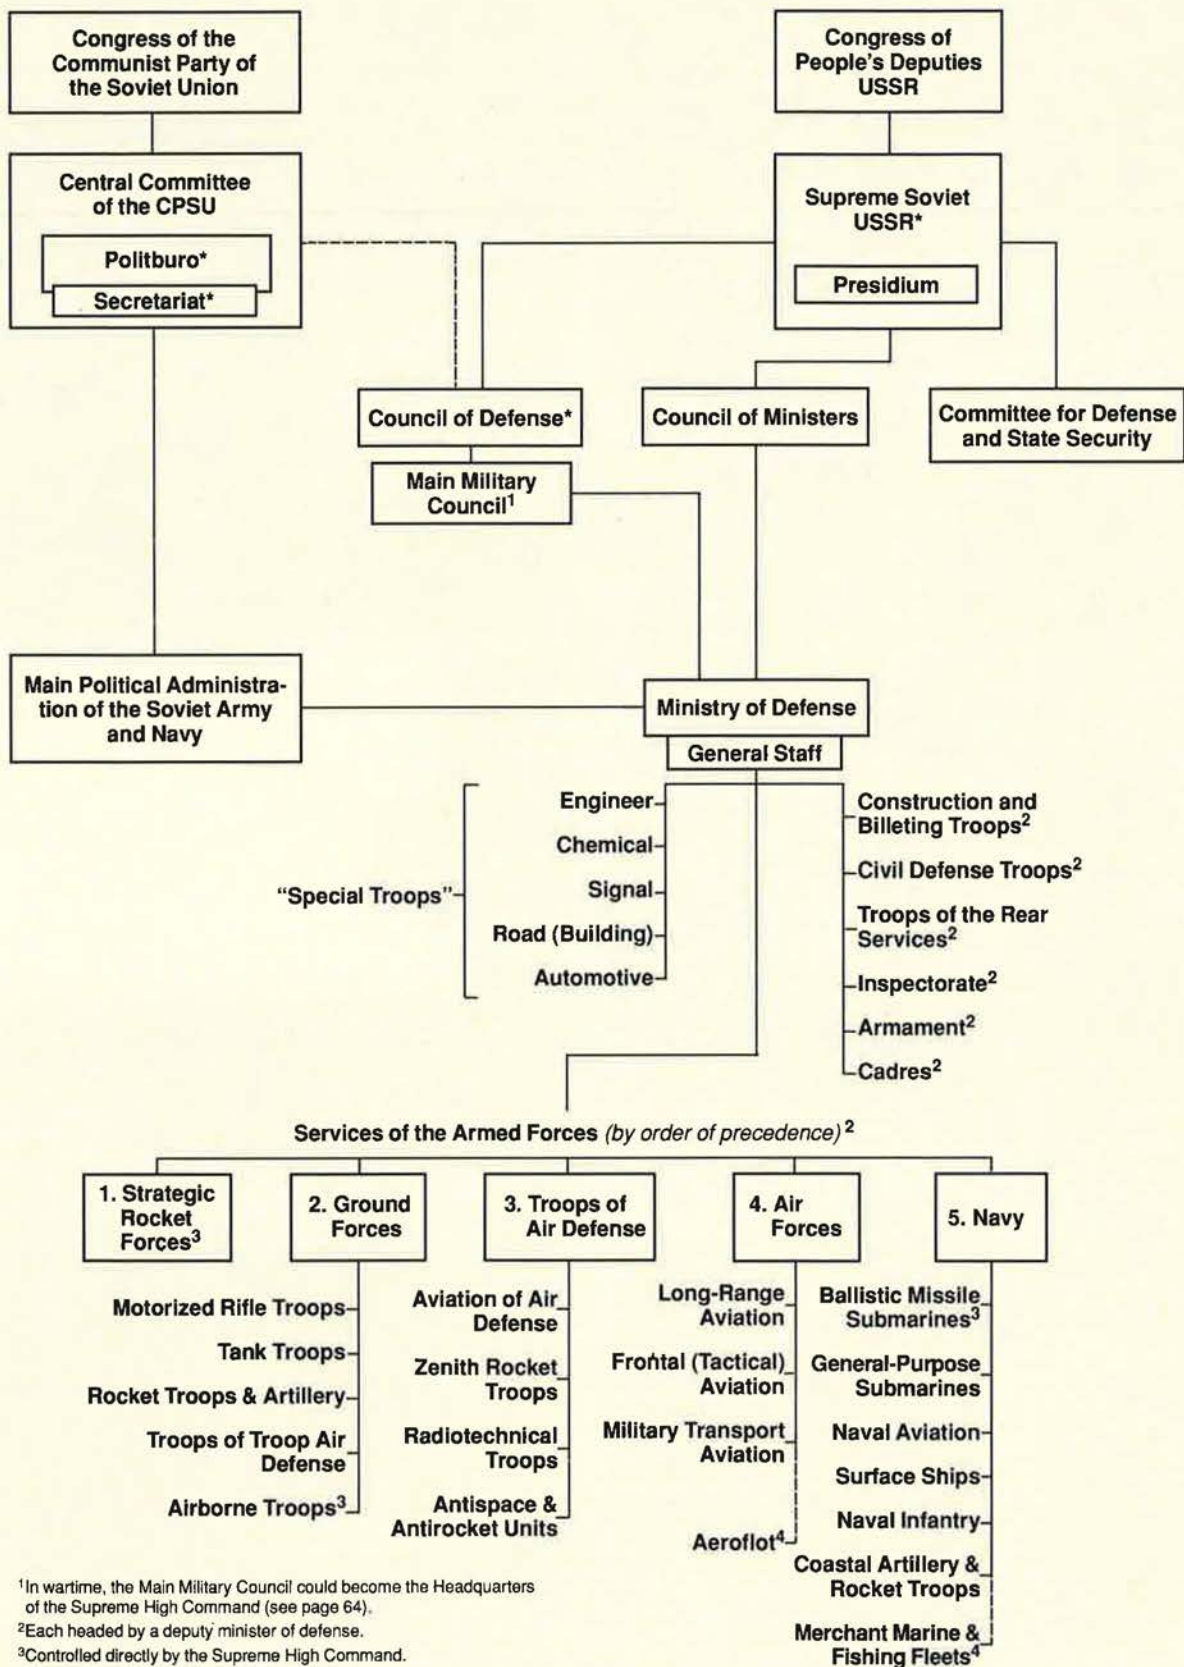 Congress of the
Communist Party of
the Soviet Union
Congress of
People's Deputies
USSR
Central Committee
of the CPSU
Politburo*
Secretariat*
Supreme Soviet
USSR*
Presidium
Council of Defense*
Council of Ministers
Committee for Defense
and State Security
Main Military
Council¹
Main Political Administra-
tion of the Soviet Army
and Navy
Ministry of Defense
General Staff
"Special Troops"
Engineer
Chemical
Signal
Road (Building)
Automotive
Construction and
Billeting Troops²
Civil Defense Troops²
Troops of the Rear
Services²
Inspectorate²
Armament²
Cadres²
Services of the Armed Forces (by order of precedence)²
1. Strategic
Rocket
Forces³
2. Ground
Forces
3. Troops of
Air Defense
4. Air
Forces
5. Navy
Motorized Rifle Troops
Tank Troops
Rocket Troops & Artillery
Troops of Troop Air
Defense
Airborne Troops³
Aviation of Air
Defense
Zenith Rocket
Troops
Radiotechnical
Troops
Antispace &
Antirocket Units
Long-Range
Aviation
Frontal (Tactical)
Aviation
Military Transport
Aviation
Aeroflot⁴
Ballistic Missile
Submarines³
General-Purpose
Submarines
Naval Aviation
Surface Ships
Naval Infantry
Coastal Artillery &
Rocket Troops
Merchant Marine &
Fishing Fleets⁴
¹In wartime, the Main Military Council could become the Headquarters
of the Supreme High Command (see page 64).
²Each headed by a deputy minister of defense.
³Controlled directly by the Supreme High Command.